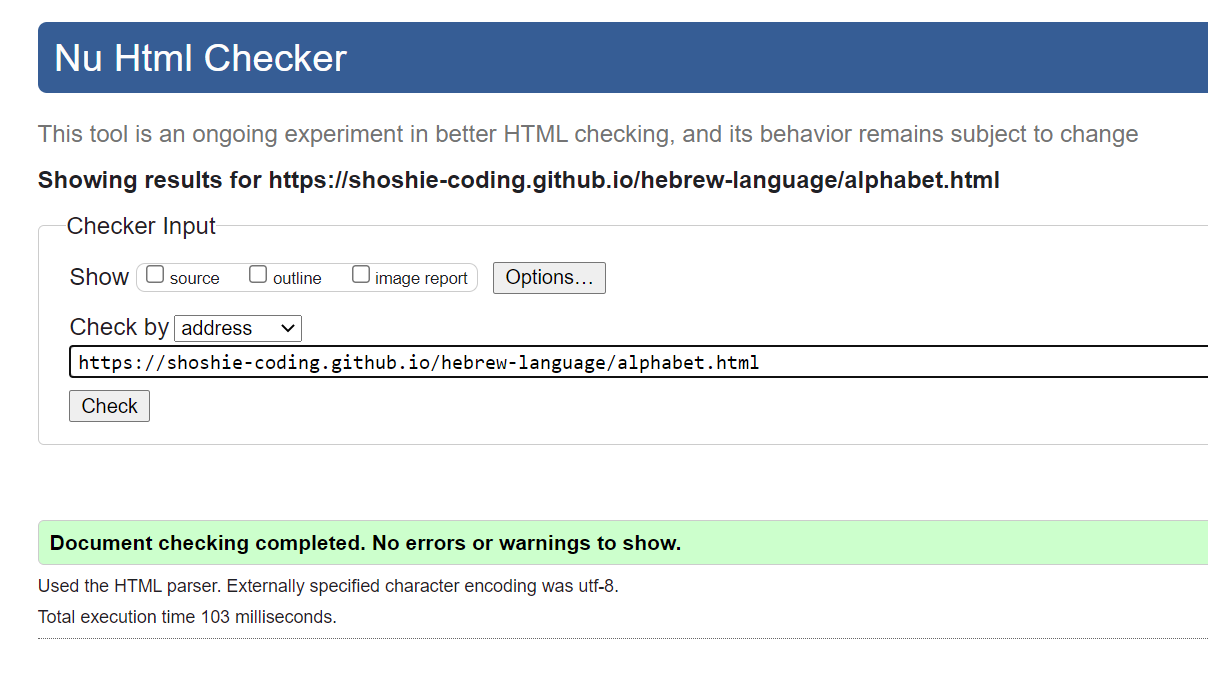 Nu Html Checker
This tool is an ongoing experiment in better HTML checking, and its behavior remains subject to change
Showing results for https://shoshie-coding.github.io/hebrew-language/alphabet.html
Checker Input
Show source outline image report Options…
Check by address
https://shoshie-coding.github.io/hebrew-language/alphabet.html
Check
Document checking completed. No errors or warnings to show.
Used the HTML parser. Externally specified character encoding was utf-8.
Total execution time 103 milliseconds.